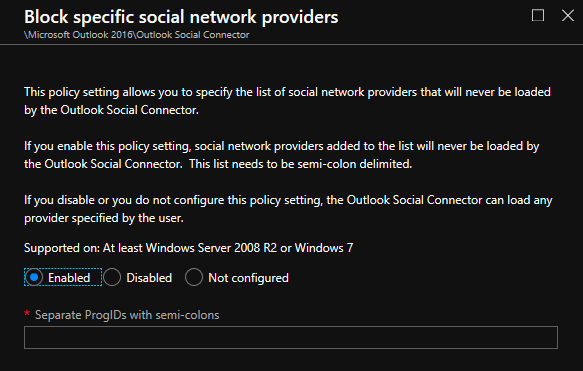 Block specific social network providers
\Microsoft Outlook 2016\Outlook Social Connector
This policy setting allows you to specify the list of social network providers that will never be loaded
by the Outlook Social Connector.
If you enable this policy setting, social network providers added to the list will never be loaded by
the Outlook Social Connector.  This list needs to be semi-colon delimited.
If you disable or you do not configure this policy setting, the Outlook Social Connector can load any
provider specified by the user.
Supported on: At least Windows Server 2008 R2 or Windows 7
Enabled Disabled Not configured
* Separate ProgIDs with semi-colons